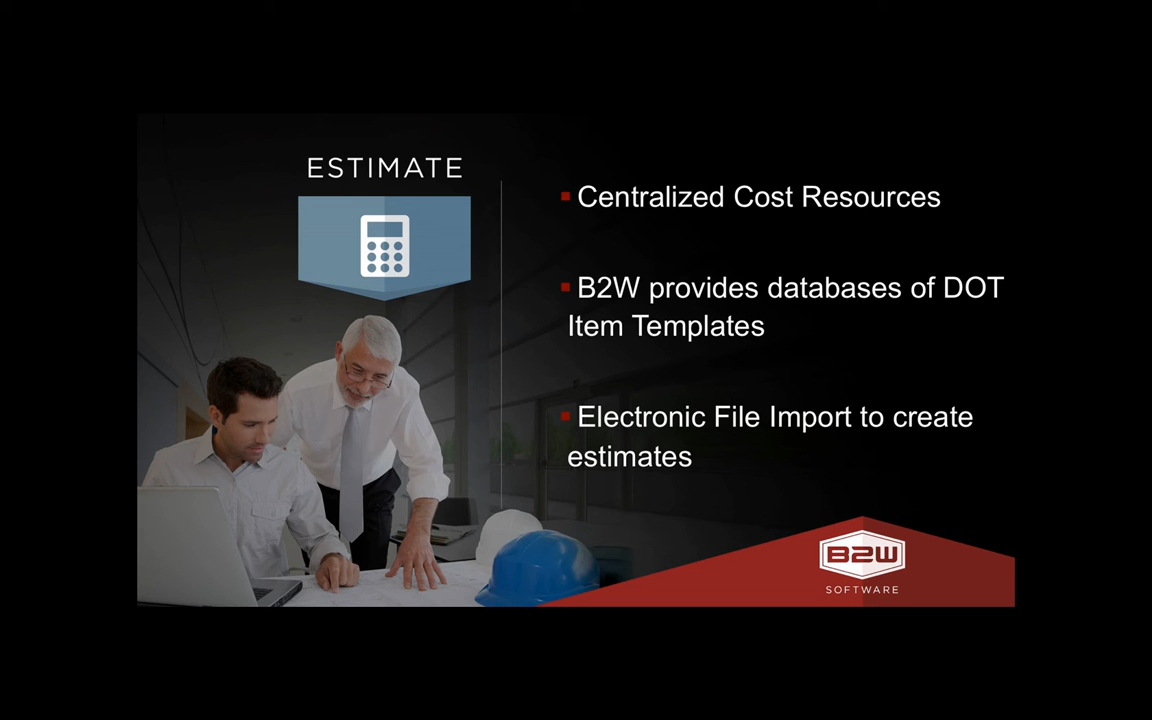 ESTIMATE
▪ Centralized Cost Resources
▪ B2W provides databases of DOT
Item Templates
▪ Electronic File Import to create
estimates
B2W
SOFTWARE